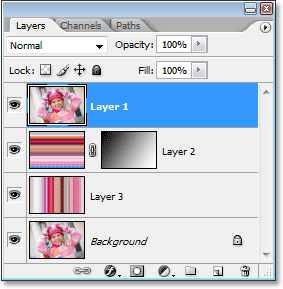 Layers Channels Paths
Normal Opacity: 100%
Lock: Fill: 100%
Layer 1
Layer 2
Layer 3
Background